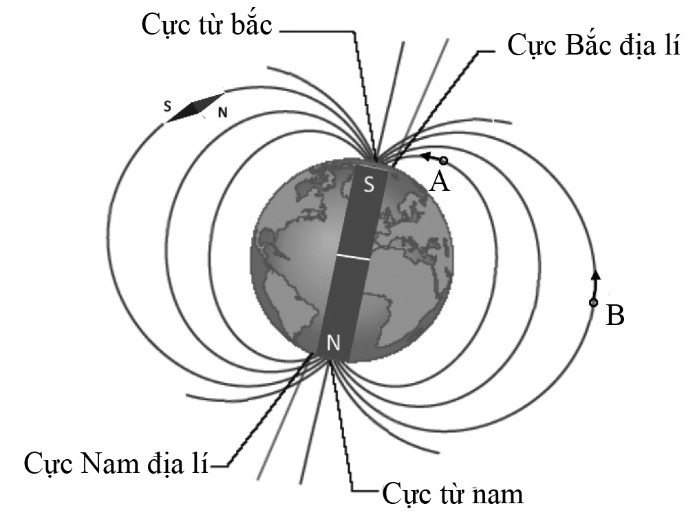 Cực từ bắc
Cực Bắc địa lí
S
N
A
S
B
N
Cực Nam địa lí
Cực từ nam